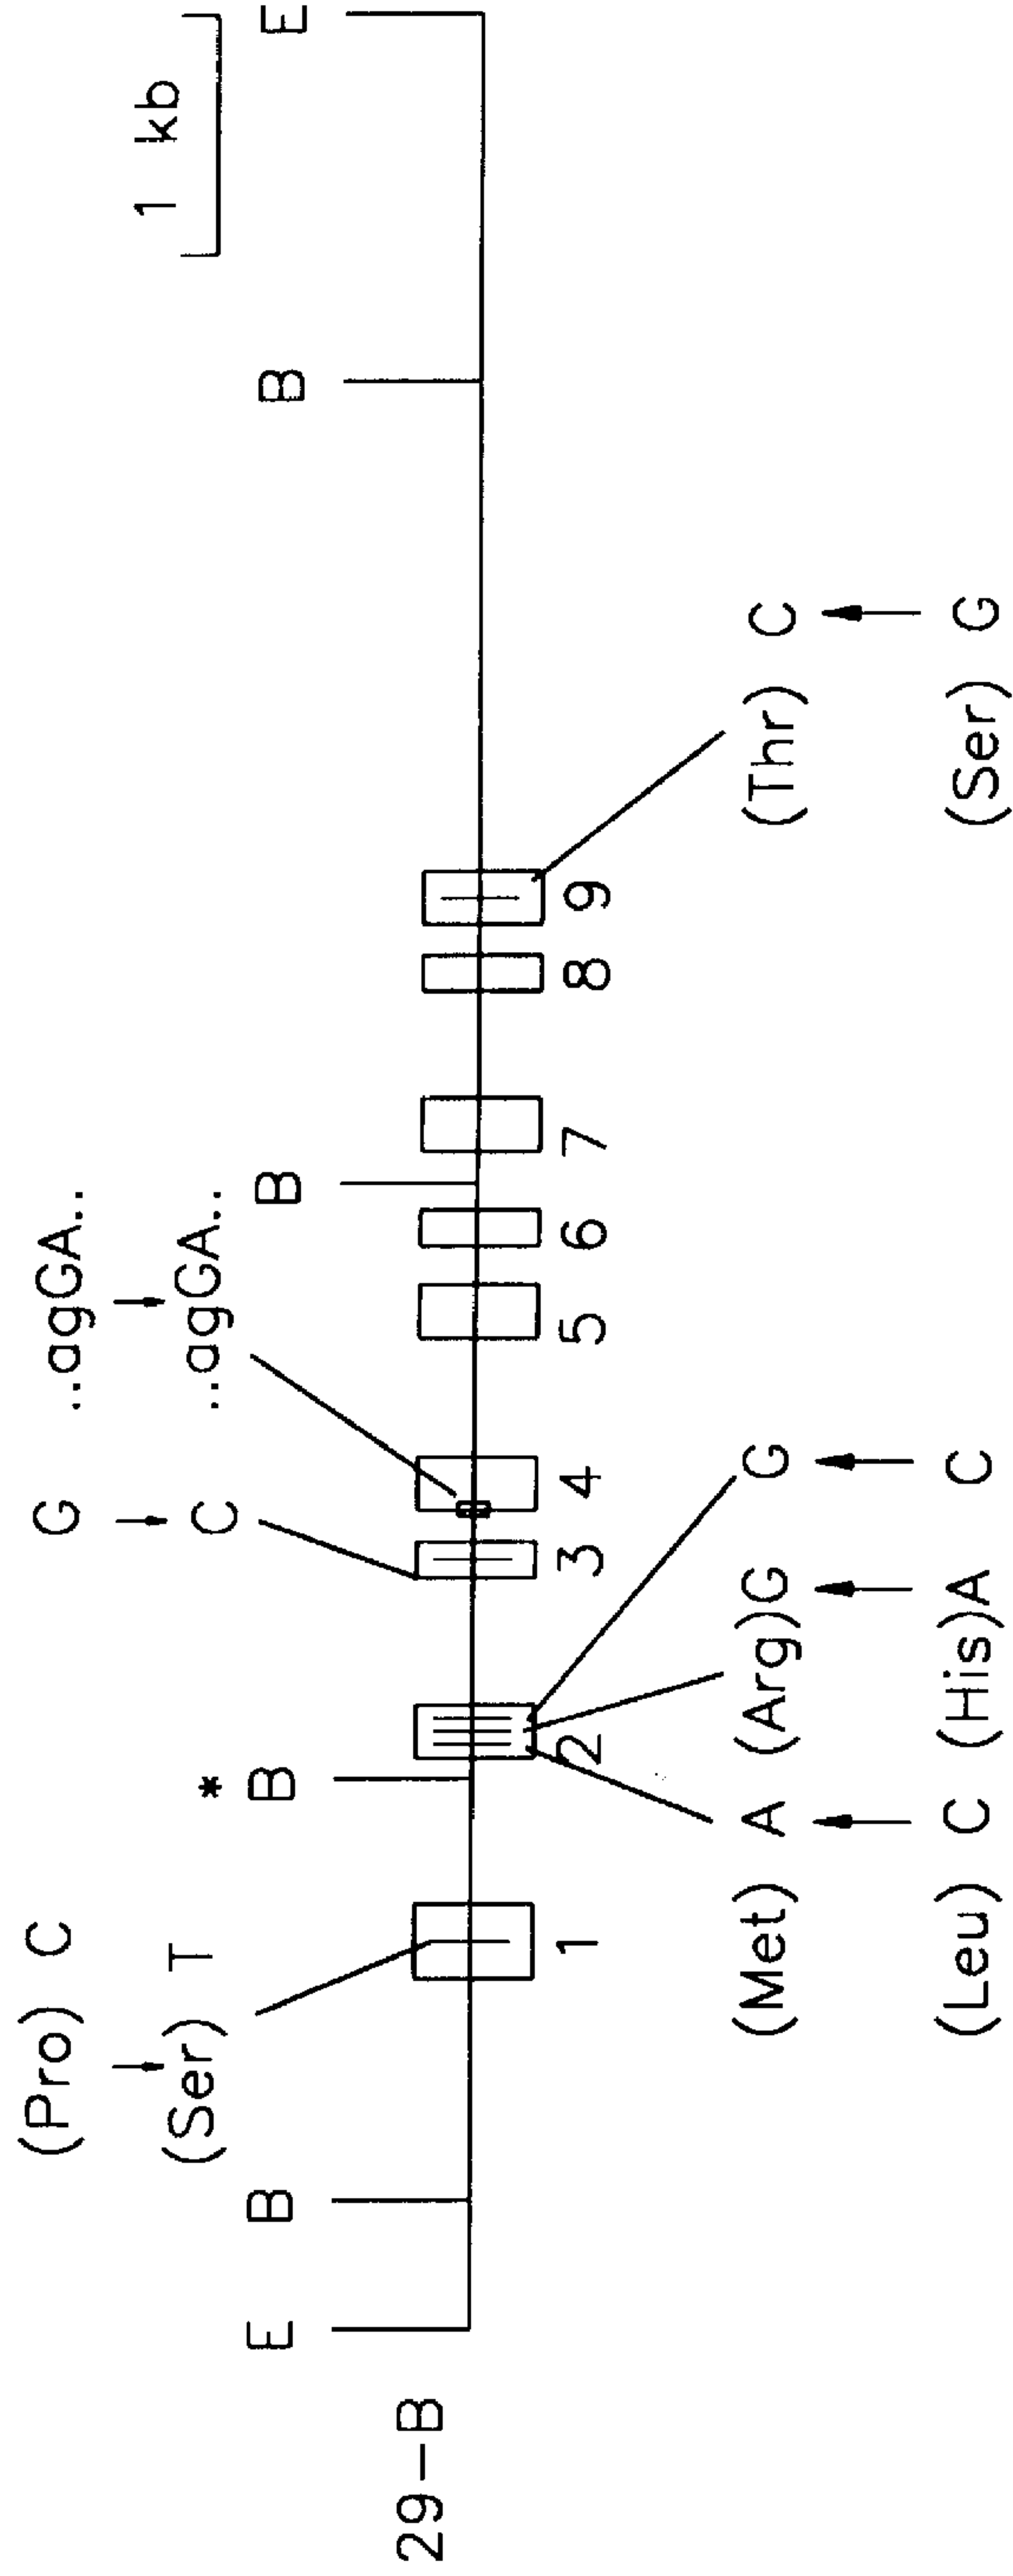 (Pro) C G ..agGA.. 1 kb
(Ser) T C ..agGA..
E B * B B B E
29-B
1 2 3 4 5 6 7 8 9
(Met) A (Arg)G G (Thr) C
(Leu) C (His)A C (Ser) G